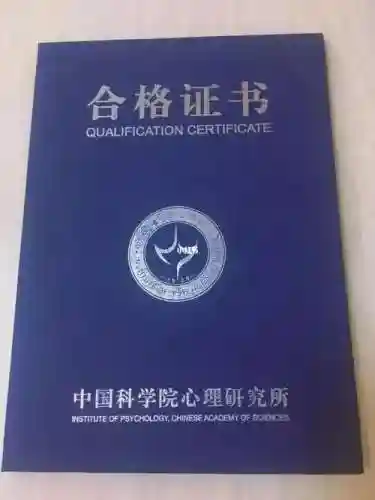 合格证书
QUALIFICATION CERTIFICATE
中国科学院心理研究所
INSTITUTE OF PSYCHOLOGY, CHINESE ACADEMY OF SCIENCES